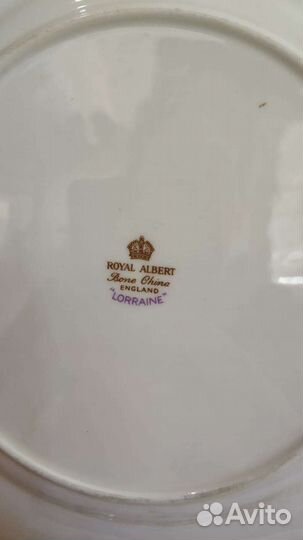 ROYAL ALBERT
Bone China
ENGLAND
"LORRAINE"
Avito